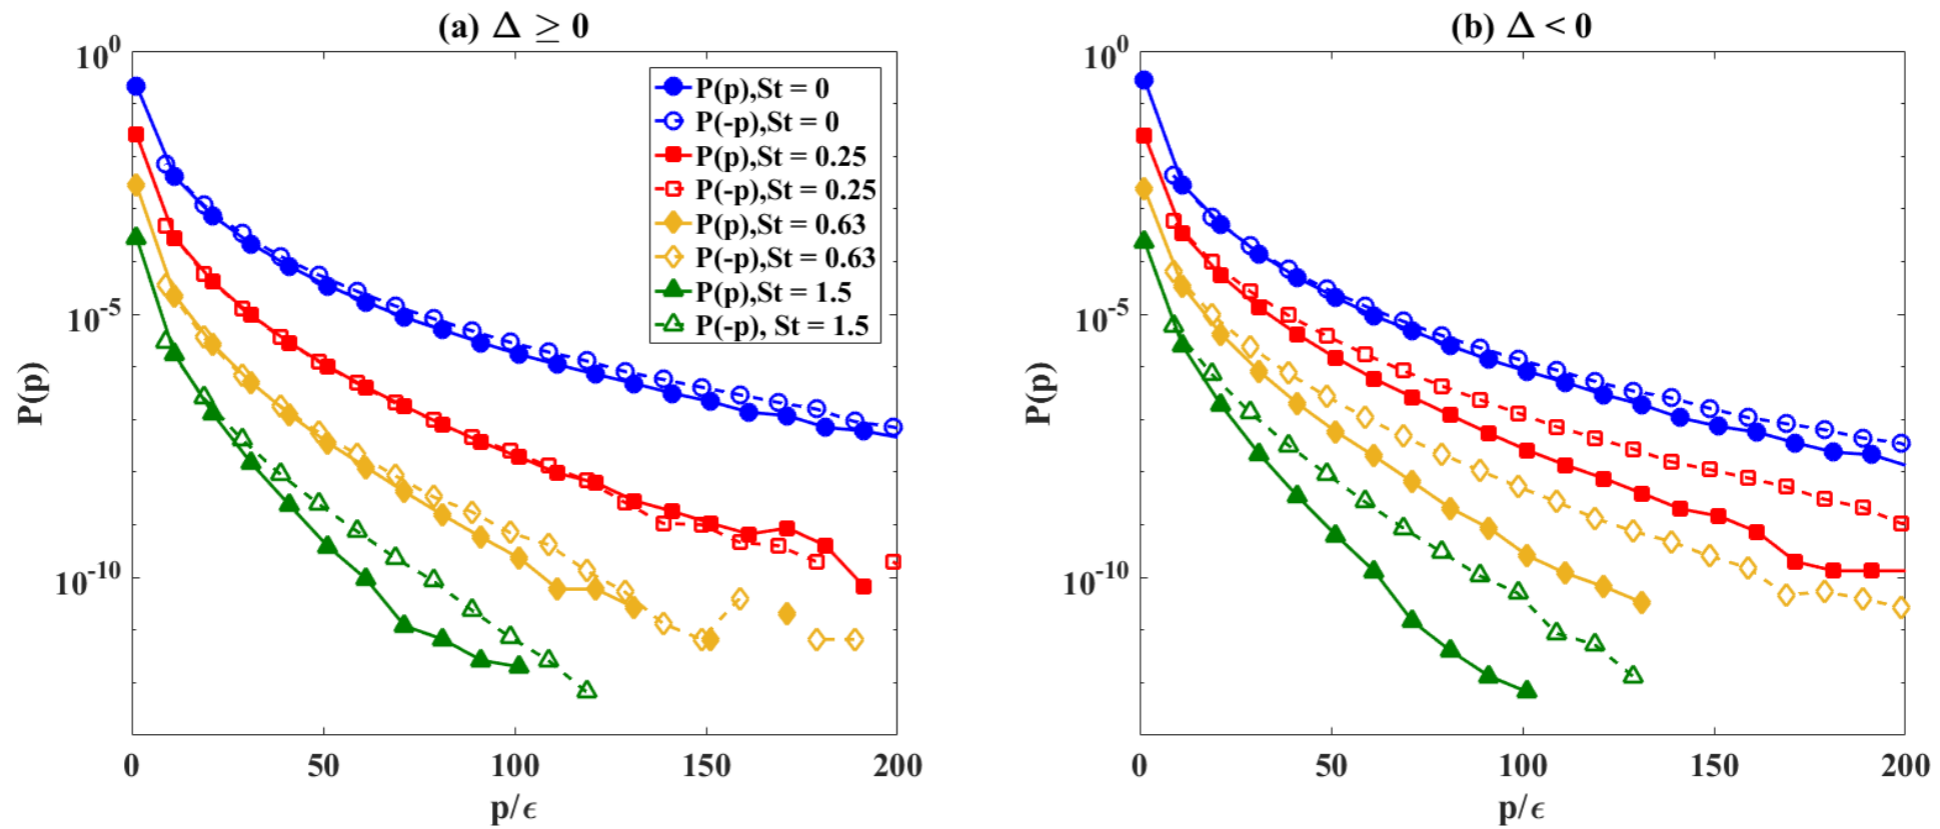 (a) Δ ≥ 0
10^0
10^-5
10^-10
P(p)
P(p),St = 0
P(-p),St = 0
P(p),St = 0.25
P(-p),St = 0.25
P(p),St = 0.63
P(-p),St = 0.63
P(p),St = 1.5
P(-p), St = 1.5
0 50 100 150 200
p/ϵ
(b) Δ < 0
10^0
10^-5
10^-10
P(p)
0 50 100 150 200
p/ϵ